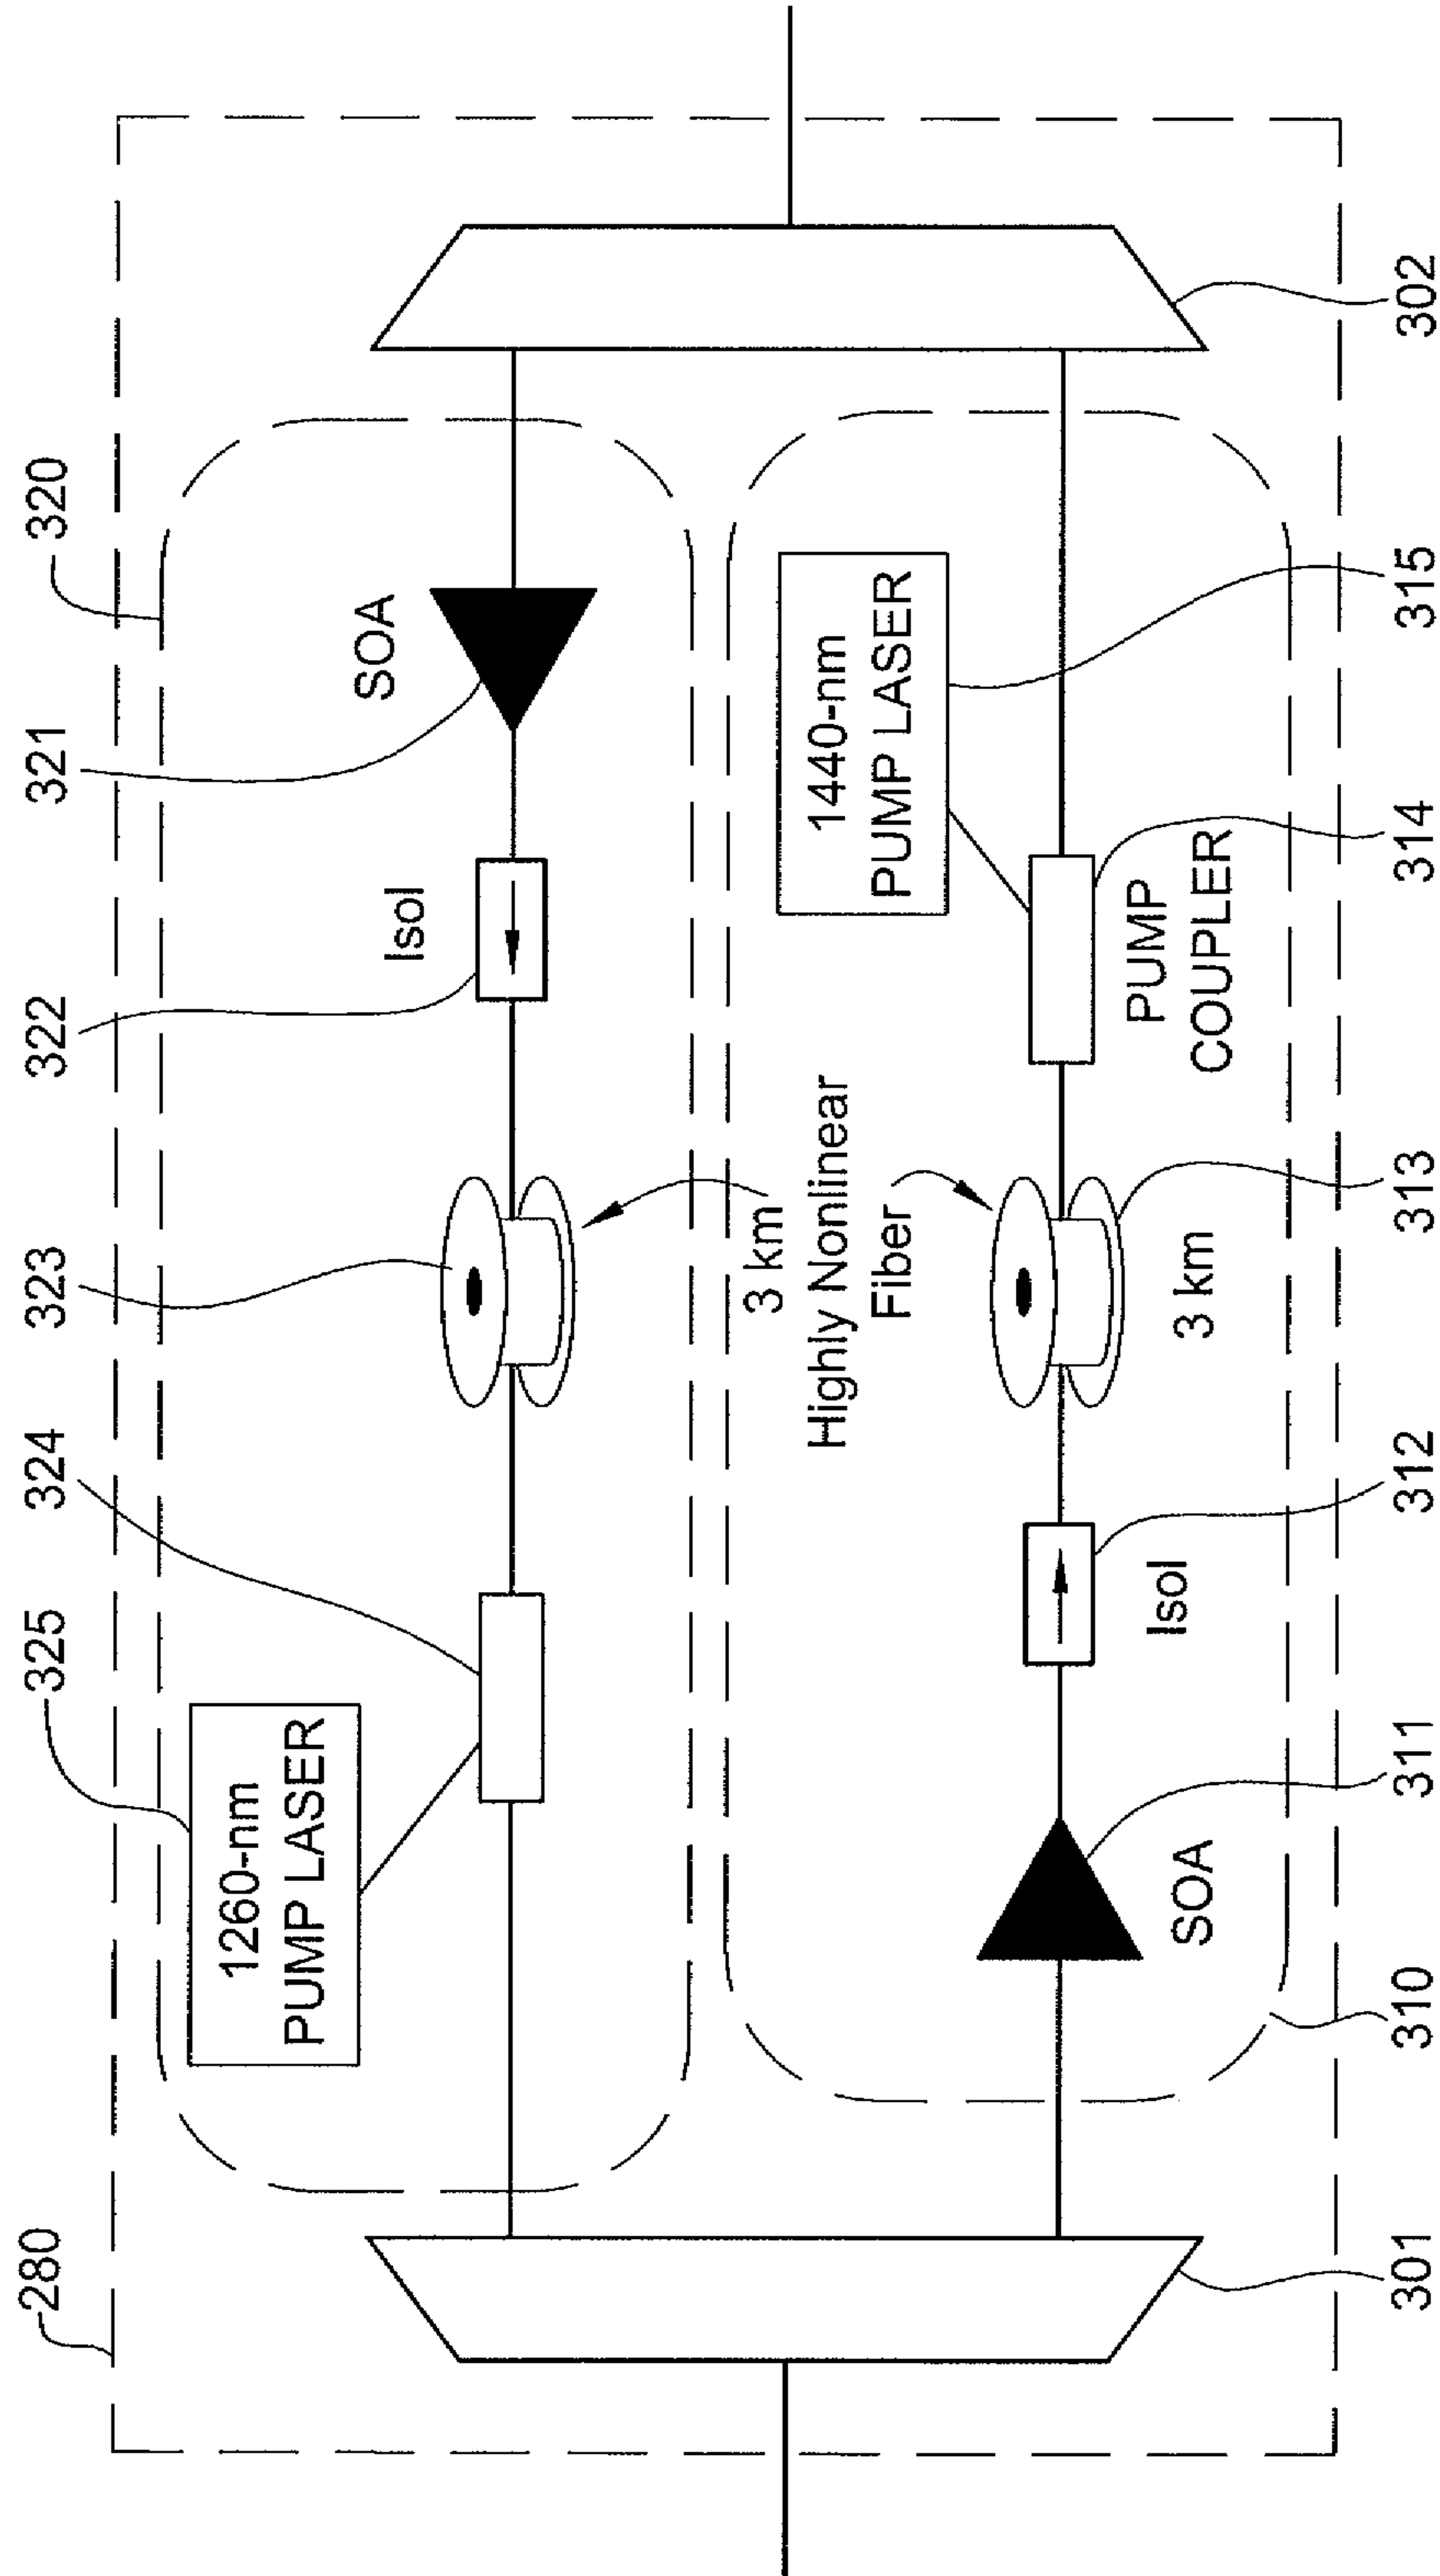 280
325
324
323
322
321
320
1260-nm
PUMP LASER
Isol
SOA
3 km
Highly Nonlinear
Fiber
1440-nm
PUMP LASER
SOA
Isol
3 km
PUMP
COUPLER
301
310
311
312
313
314
315
302